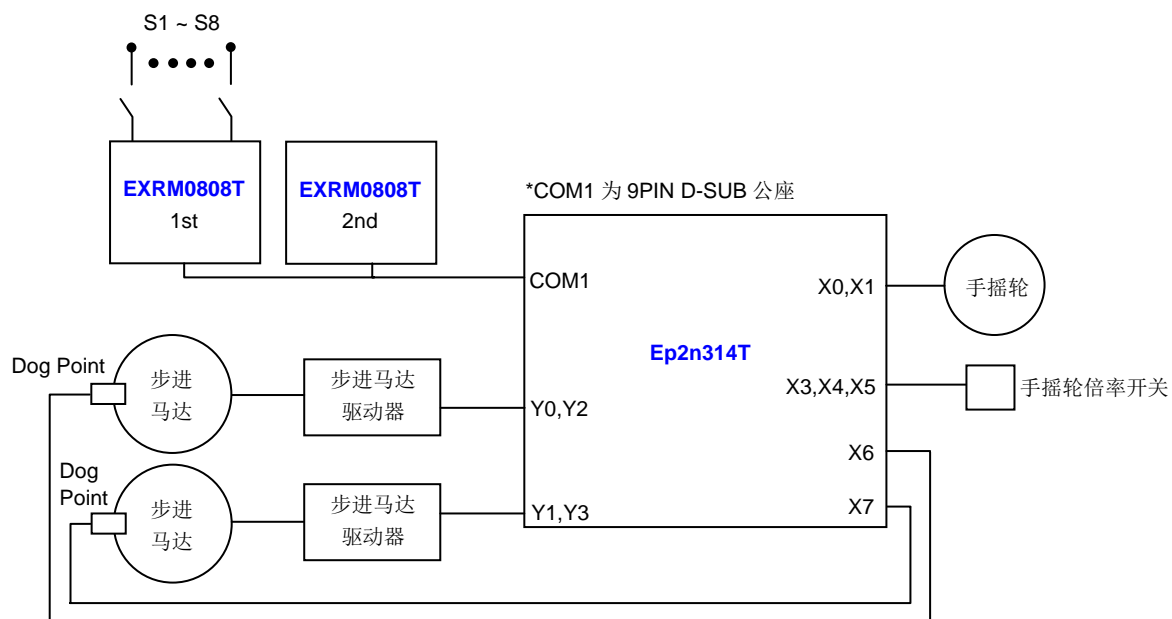 S1 ~ S8
EXRM0808T
1st
EXRM0808T
2nd
*COM1 为 9PIN D-SUB 公座
COM1
X0,X1
手摇轮
Ep2n314T
Dog Point
步进
马达
步进马达
驱动器
Y0,Y2
X3,X4,X5
手摇轮倍率开关
X6
Dog
Point
步进
马达
步进马达
驱动器
Y1,Y3
X7